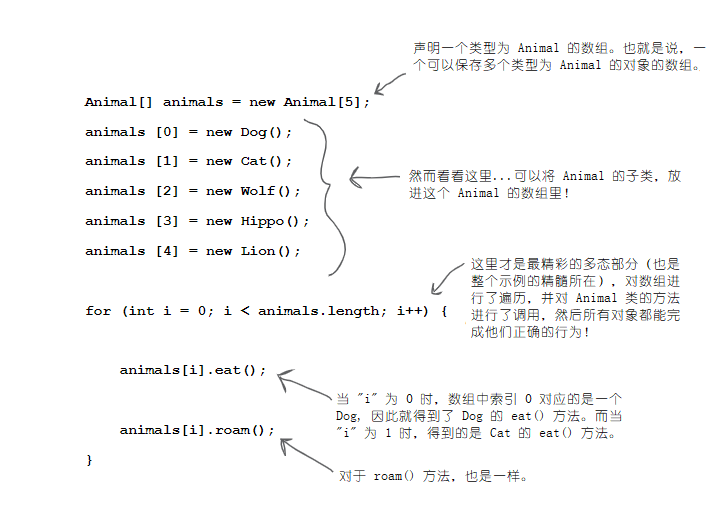 声明一个类型为 Animal 的数组。也就是说，一
个可以保存多个类型为 Animal 的对象的数组。
Animal[] animals = new Animal[5];
animals [0] = new Dog();
animals [1] = new Cat();
animals [2] = new Wolf();
animals [3] = new Hippo();
animals [4] = new Lion();
然而看看这里...可以将 Animal 的子类，放
进这个 Animal 的数组里！
这里才是最精彩的多态部分（也是
整个示例的精髓所在），对数组进
行了遍历，并对 Animal 类的方法
进行了调用，然后所有对象都能完
成他们正确的行为！
for (int i = 0; i < animals.length; i++) {
animals[i].eat();
当 "i" 为 0 时，数组中索引 0 对应的是一个
Dog，因此就得到了 Dog 的 eat() 方法。而当
"i" 为 1 时，得到的是 Cat 的 eat() 方法。
animals[i].roam();
}
对于 roam() 方法，也是一样。